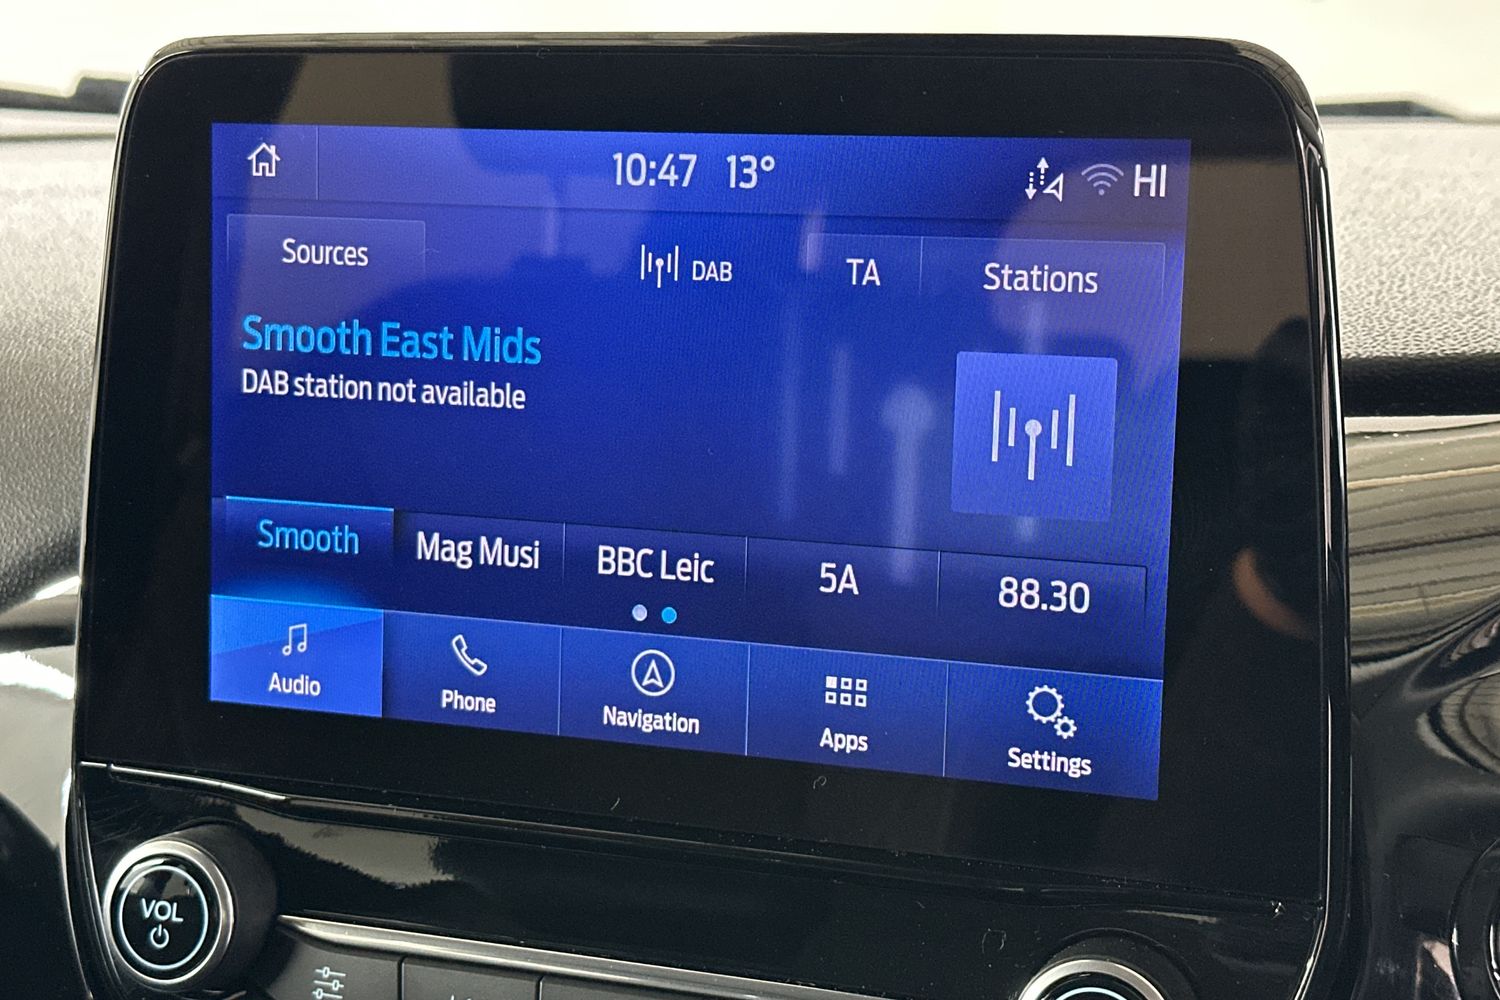 10:47 13° HI
Sources DAB TA Stations
Smooth East Mids
DAB station not available
Smooth Mag Musi BBC Leic 5A 88.30
Audio Phone Navigation Apps Settings
VOL